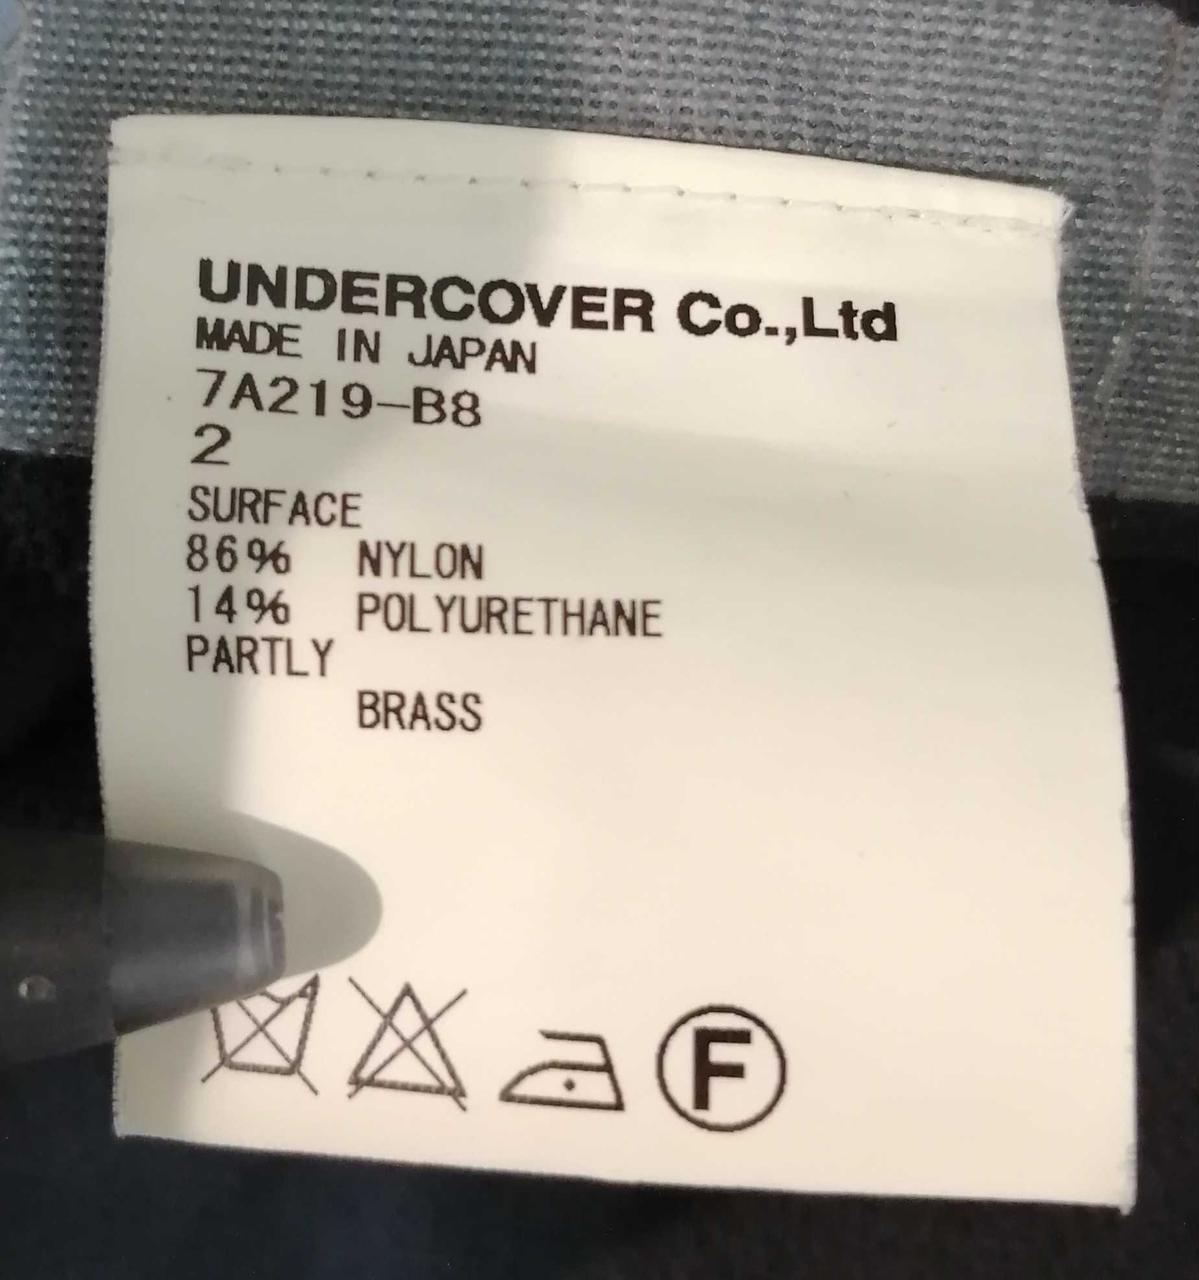 UNDERCOVER Co.,Ltd
MADE IN JAPAN
7A219-B8
2
SURFACE
86% NYLON
14% POLYURETHANE
PARTLY
BRASS
F